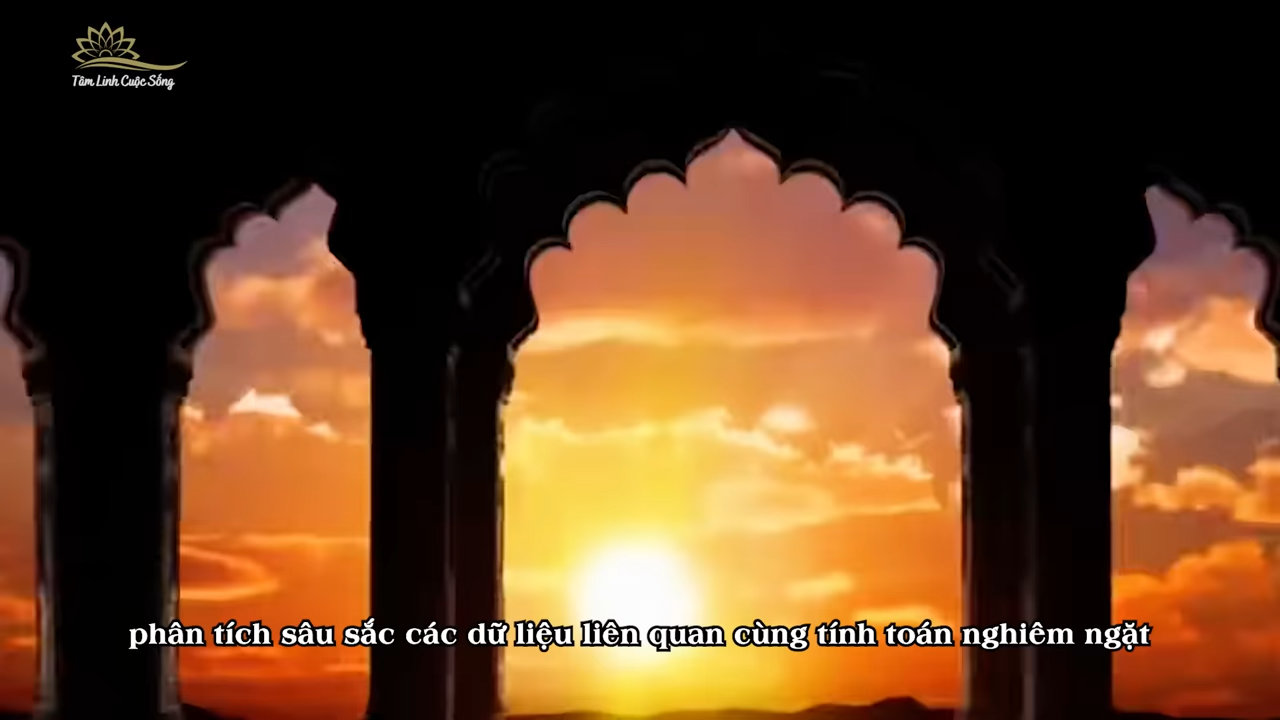 Tâm Linh Cuộc Sống
phân tích sâu sắc các dữ liệu liên quan cùng tính toán nghiêm ngặt